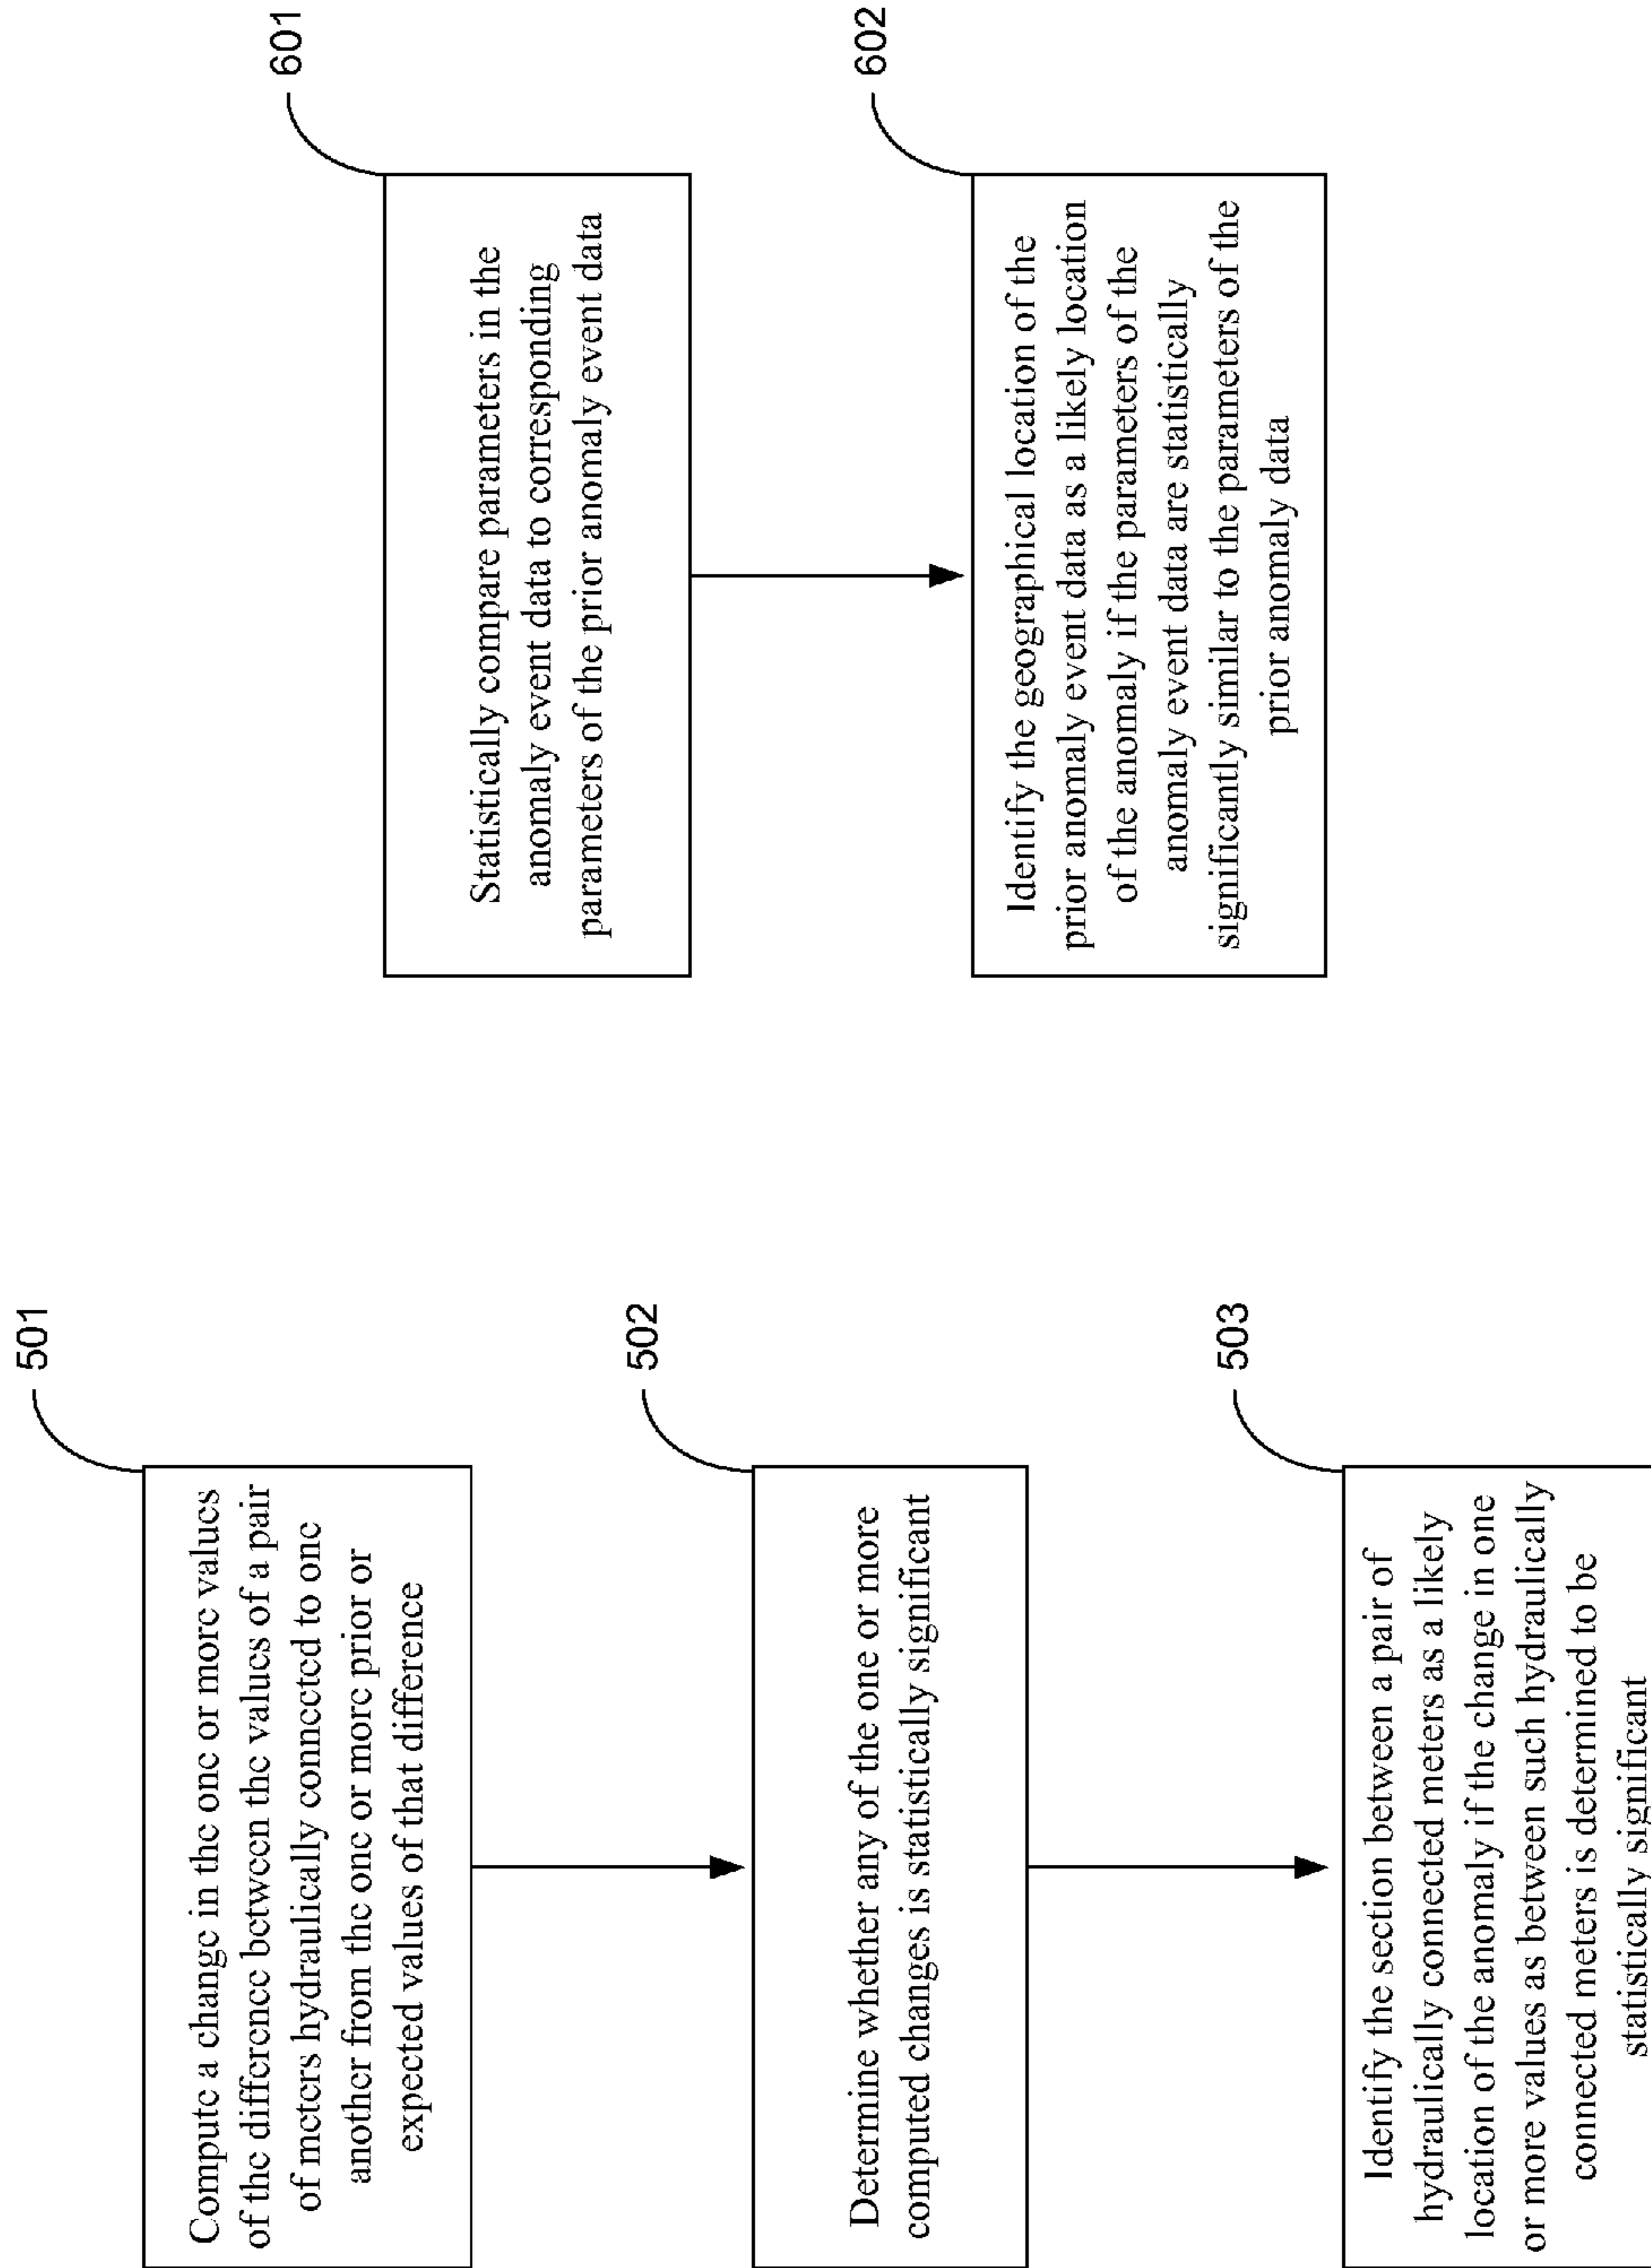 501
Compute a change in the one or more values
of the difference between the values of a pair
of meters hydraulically connected to one
another from the one or more prior or
expected values of that difference
502
Determine whether any of the one or more
computed changes is statistically significant
503
Identify the section between a pair of
hydraulically connected meters as a likely
location of the anomaly if the change in one
or more values as between such hydraulically
connected meters is determined to be
statistically significant
601
Statistically compare parameters in the
anomaly event data to corresponding
parameters of the prior anomaly event data
602
Identify the geographical location of the
prior anomaly event data as a likely location
of the anomaly if the parameters of the
anomaly event data are statistically
significantly similar to the parameters of the
prior anomaly data